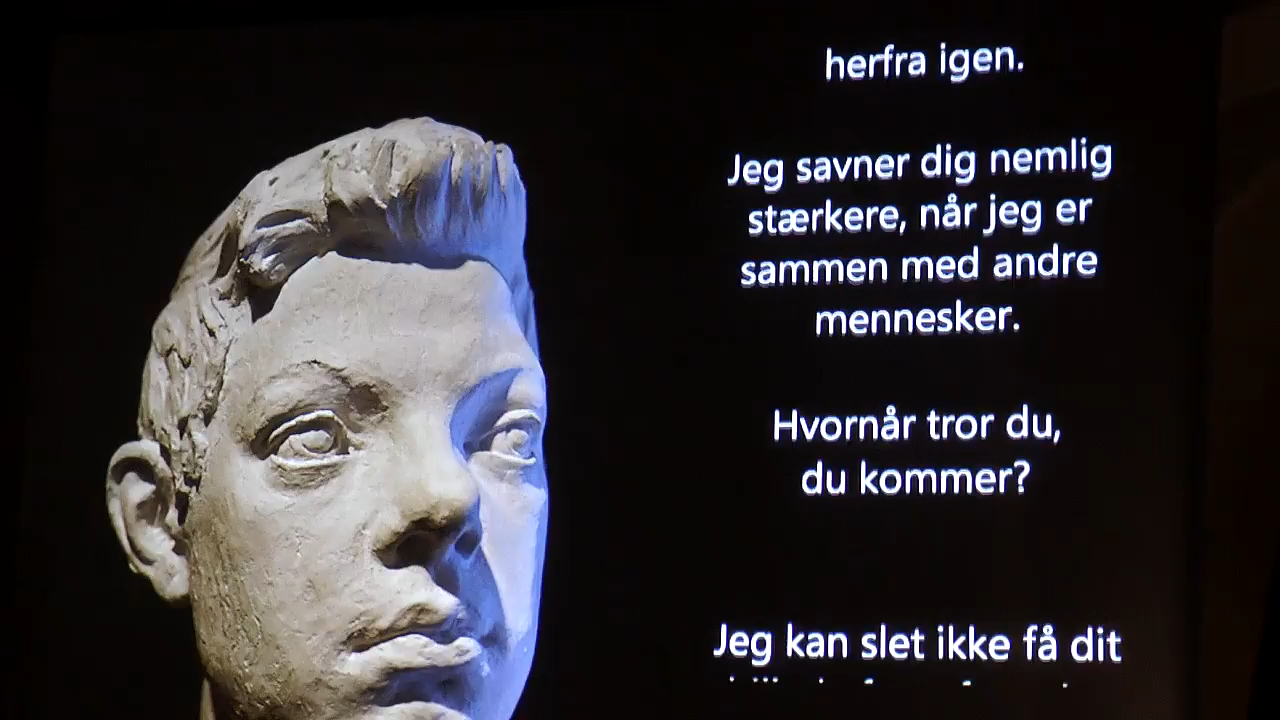 herfra igen.
Jeg savner dig nemlig
stærkere, når jeg er
sammen med andre
mennesker.
Hvornår tror du,
du kommer?
Jeg kan slet ikke få dit